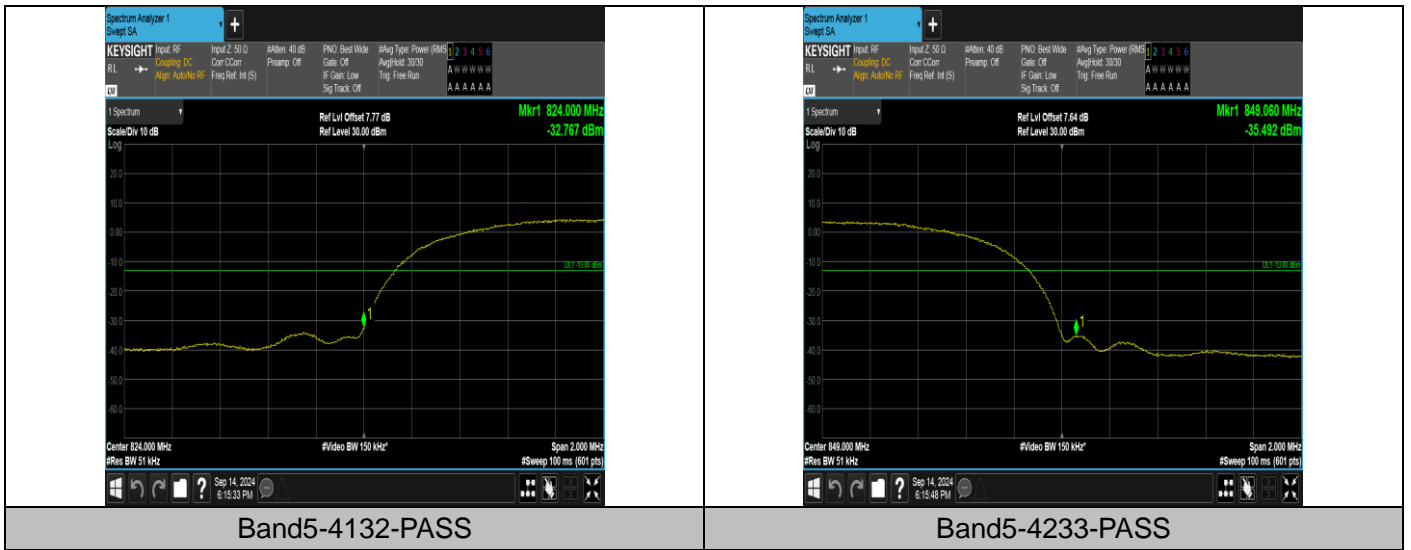 Spectrum Analyzer 1
Swept SA
+
KEYSIGHT
RL
Input: RF
Coupling: DC
Align: Auto/No RF
Input Z: 50 Ω
Corr CCorr
Freq Ref: Int (S)
#Atten: 40 dB
Preamp: Off
PNO: Best Wide
Gate: Off
IF Gain: Low
Sig Track: Off
#Avg Type: Power (RMS
Avg|Hold: 30/30
Trig: Free Run
1 2 3 4 5 6
A W W W W W
A A A A A A
1 Spectrum
Scale/Div 10 dB
Log
Ref Lvl Offset 7.77 dB
Ref Level 30.00 dBm
Mkr1 824.000 MHz
-32.767 dBm
20.0
10.0
0.00
-10.0
DL1 -13.00 dBm
-20.0
-30.0
1
-40.0
-50.0
-60.0
Center 824.000 MHz
#Res BW 51 kHz
#Video BW 150 kHz*
Span 2.000 MHz
#Sweep 100 ms (601 pts)
?
Sep 14, 2024
6:15:33 PM
Band5-4132-PASS
Spectrum Analyzer 1
Swept SA
+
KEYSIGHT
RL
Input: RF
Coupling: DC
Align: Auto/No RF
Input Z: 50 Ω
Corr CCorr
Freq Ref: Int (S)
#Atten: 40 dB
Preamp: Off
PNO: Best Wide
Gate: Off
IF Gain: Low
Sig Track: Off
#Avg Type: Power (RMS
Avg|Hold: 30/30
Trig: Free Run
1 2 3 4 5 6
A W W W W W
A A A A A A
1 Spectrum
Scale/Div 10 dB
Log
Ref Lvl Offset 7.64 dB
Ref Level 30.00 dBm
Mkr1 849.060 MHz
-35.492 dBm
20.0
10.0
0.00
-10.0
DL1 -13.00 dBm
-20.0
-30.0
1
-40.0
-50.0
-60.0
Center 849.000 MHz
#Res BW 51 kHz
#Video BW 150 kHz*
Span 2.000 MHz
#Sweep 100 ms (601 pts)
?
Sep 14, 2024
6:15:48 PM
Band5-4233-PASS